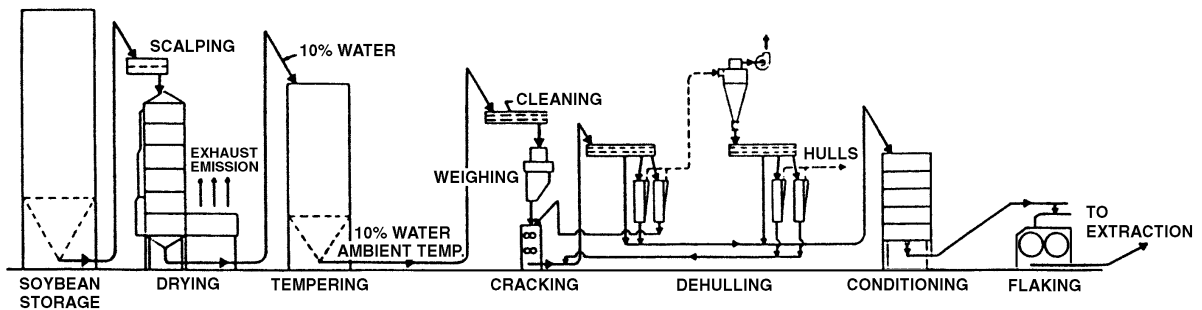 SCALPING
10% WATER
CLEANING
EXHAUST
EMISSION
WEIGHING
HULLS
10% WATER
AMBIENT TEMP.
TO
EXTRACTION
SOYBEAN
STORAGE
DRYING
TEMPERING
CRACKING
DEHULLING
CONDITIONING
FLAKING